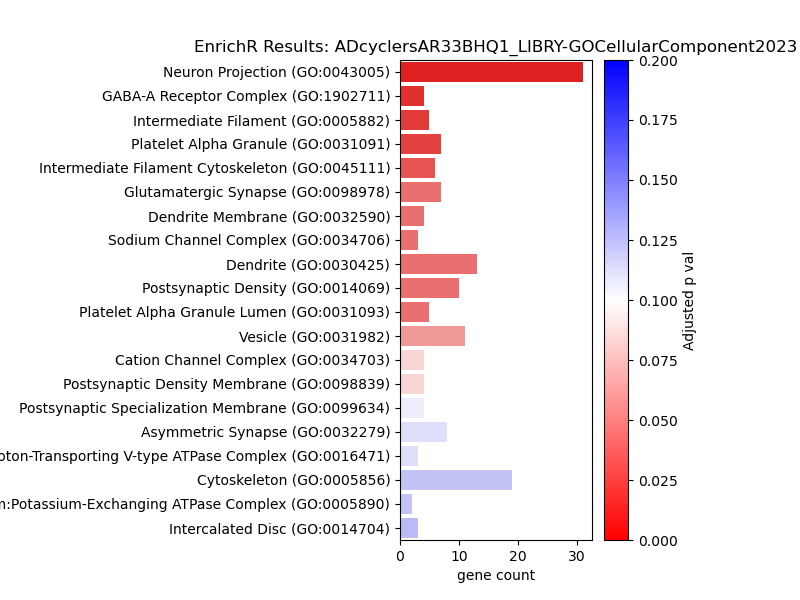 EnrichR Results: ADcyclersAR33BHQ1_LIBRY-GOCellularComponent2023
Neuron Projection (GO:0043005)
GABA-A Receptor Complex (GO:1902711)
Intermediate Filament (GO:0005882)
Platelet Alpha Granule (GO:0031091)
Intermediate Filament Cytoskeleton (GO:0045111)
Glutamatergic Synapse (GO:0098978)
Dendrite Membrane (GO:0032590)
Sodium Channel Complex (GO:0034706)
Dendrite (GO:0030425)
Postsynaptic Density (GO:0014069)
Platelet Alpha Granule Lumen (GO:0031093)
Vesicle (GO:0031982)
Cation Channel Complex (GO:0034703)
Postsynaptic Density Membrane (GO:0098839)
Postsynaptic Specialization Membrane (GO:0099634)
Asymmetric Synapse (GO:0032279)
oton-Transporting V-type ATPase Complex (GO:0016471)
Cytoskeleton (GO:0005856)
:Potassium-Exchanging ATPase Complex (GO:0005890)
Intercalated Disc (GO:0014704)
0 10 20 30
gene count
0.200
0.175
0.150
0.125
0.100
0.075
0.050
0.025
0.000
Adjusted p val